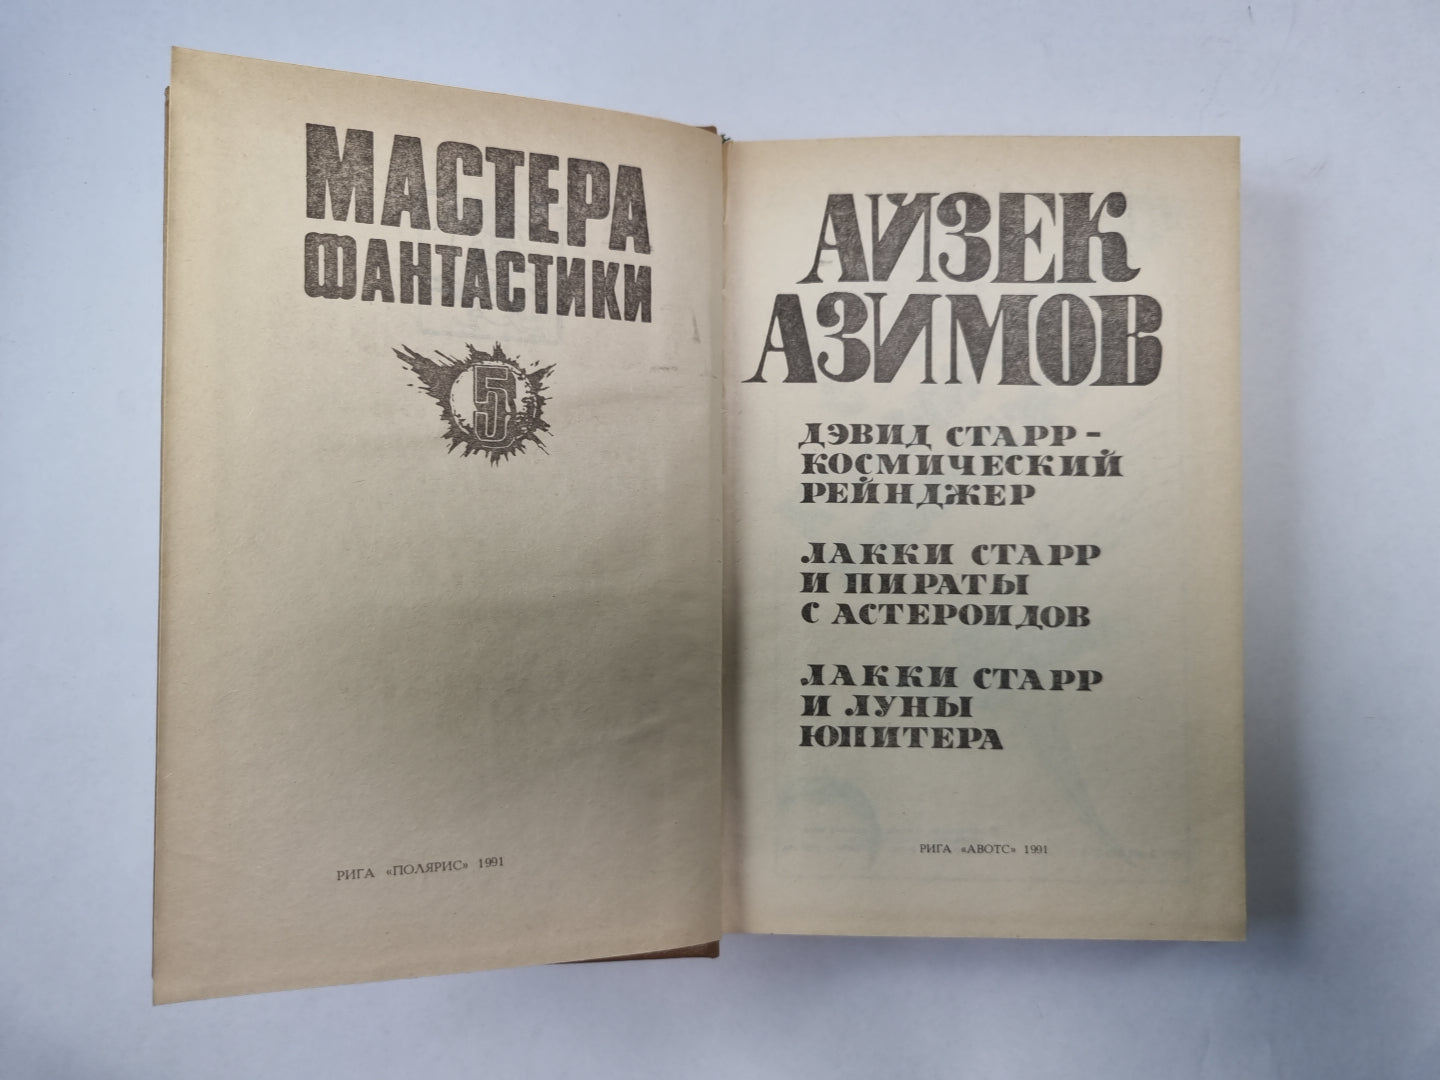 МАСТЕРА
ФАНТАСТИКИ
5
РИГА «ПОЛЯРИС» 1991
АЙЗЕК
АЗИМОВ
ДЭВИД СТАРР -
КОСМИЧЕСКИЙ
РЕЙНДЖЕР
ЛАККИ СТАРР
И ПИРАТЫ
С АСТЕРОИДОВ
ЛАККИ СТАРР
И ЛУНЫ
ЮПИТЕРА
РИГА «АВОТС» 1991